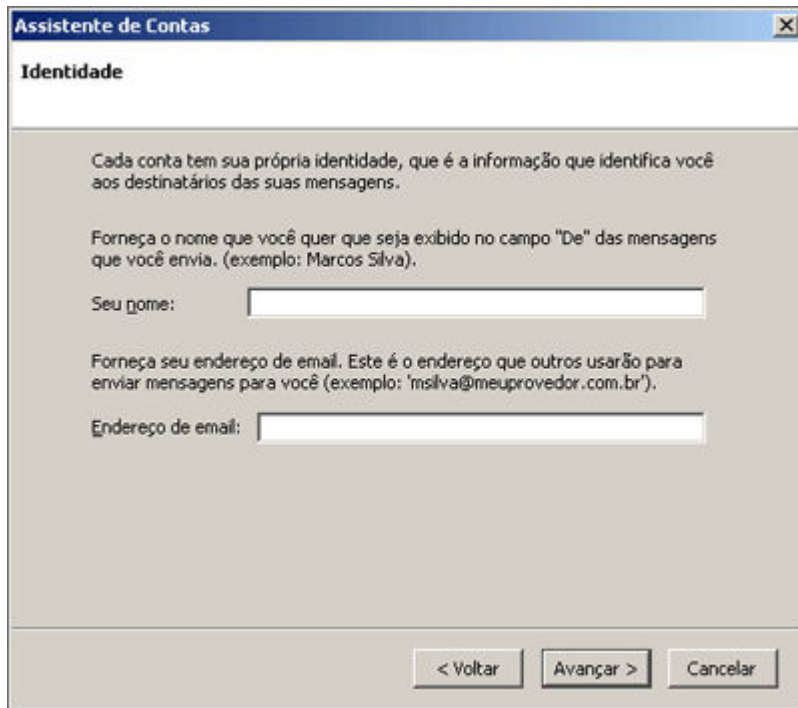 Assistente de Contas
Identidade
Cada conta tem sua própria identidade, que é a informação que identifica você
aos destinatários das suas mensagens.
Forneça o nome que você quer que seja exibido no campo "De" das mensagens
que você envia. (exemplo: Marcos Silva).
Seu nome:
Forneça seu endereço de email. Este é o endereço que outros usarão para
enviar mensagens para você (exemplo: 'msilva@meuprovedor.com.br').
Endereço de email:
< Voltar Avançar > Cancelar